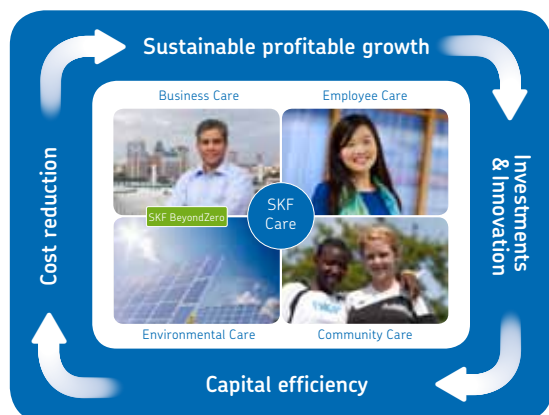 Sustainable profitable growth
Business Care
Employee Care
Cost reduction
SKF BeyondZero
SKF
Care
Investments
& Innovation
Environmental Care
Community Care
Capital efficiency